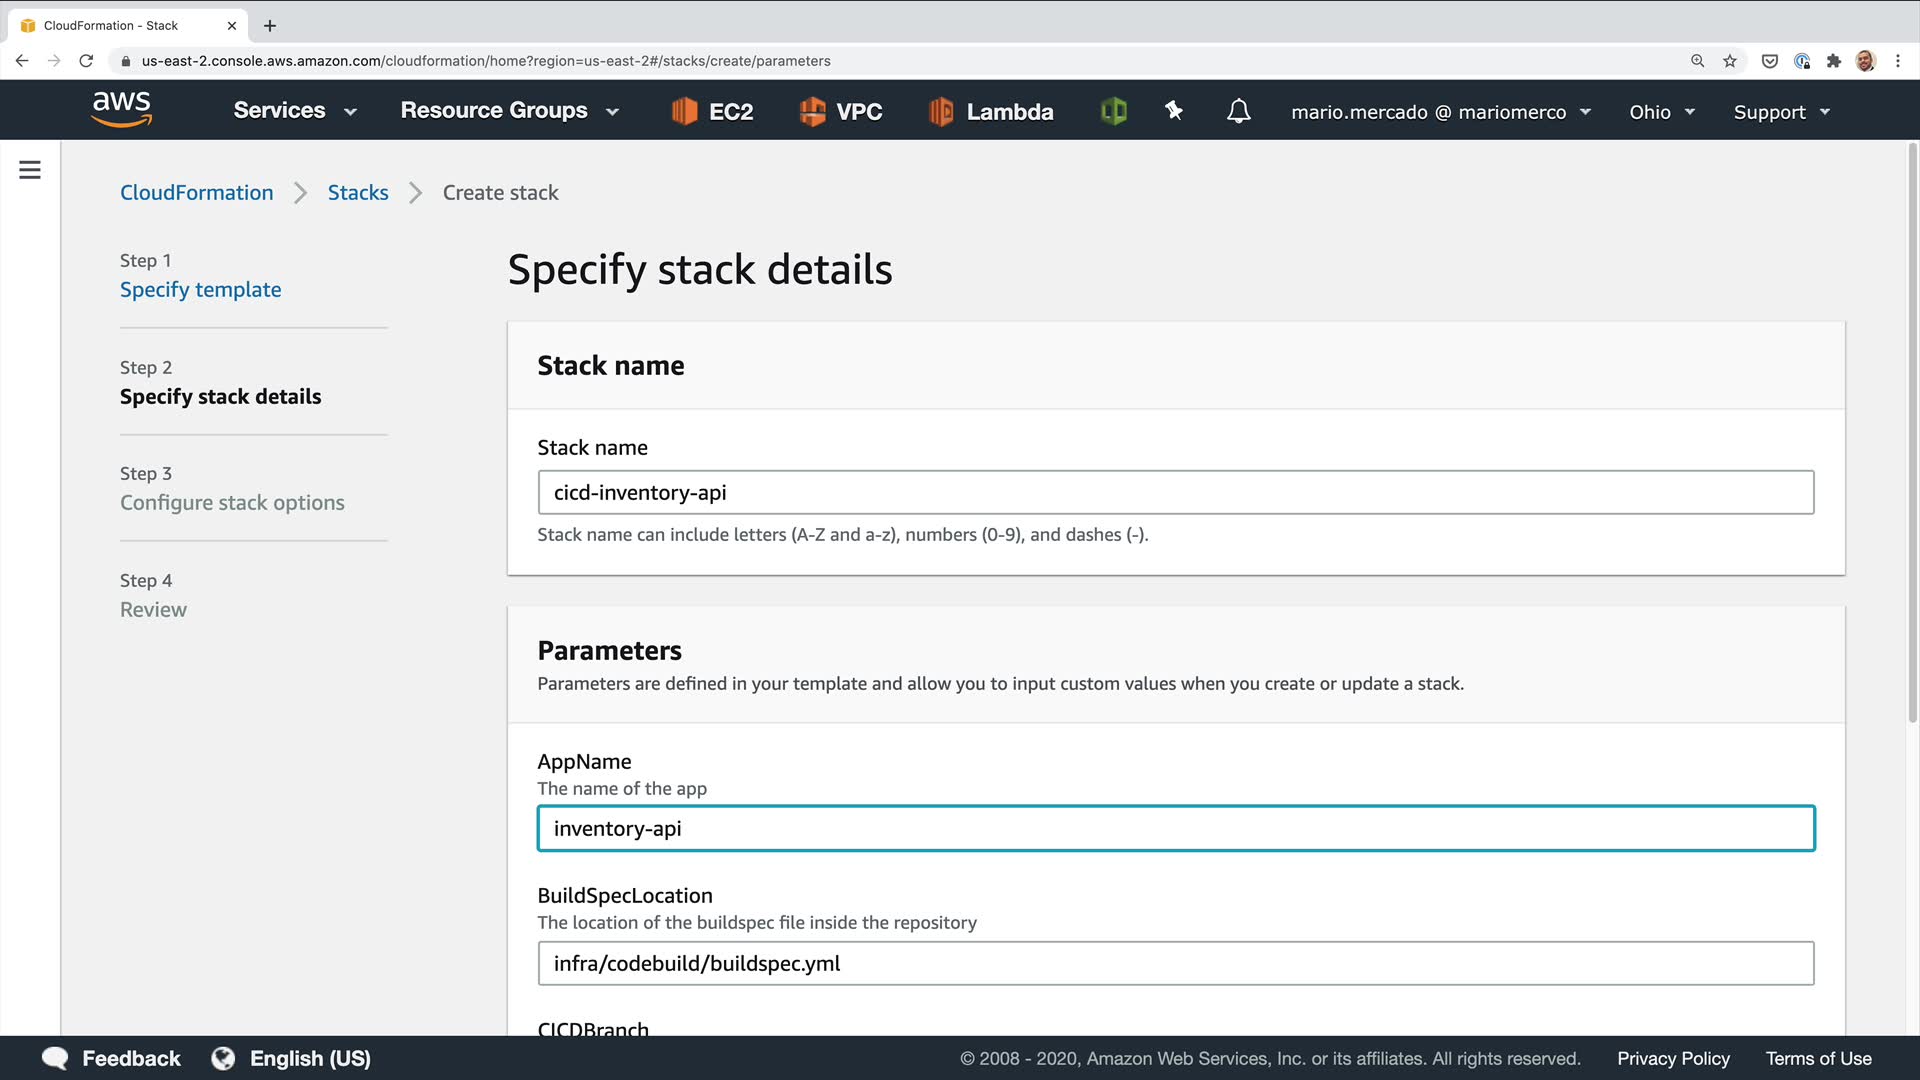 CloudFormation - Stack
us-east-2.console.aws.amazon.com/cloudformation/home?region=us-east-2#/stacks/create/parameters
aws
Services
Resource Groups
EC2
VPC
Lambda
mario.mercado @ mariomerco
Ohio
Support
CloudFormation
Stacks
Create stack
Step 1
Specify template
Step 2
Specify stack details
Step 3
Configure stack options
Step 4
Review
Specify stack details
Stack name
Stack name
cicd-inventory-api
Stack name can include letters (A-Z and a-z), numbers (0-9), and dashes (-).
Parameters
Parameters are defined in your template and allow you to input custom values when you create or update a stack.
AppName
The name of the app
inventory-api
BuildSpecLocation
The location of the buildspec file inside the repository
infra/codebuild/buildspec.yml
CICDBranch
Feedback
English (US)
© 2008 - 2020, Amazon Web Services, Inc. or its affiliates. All rights reserved.
Privacy Policy
Terms of Use